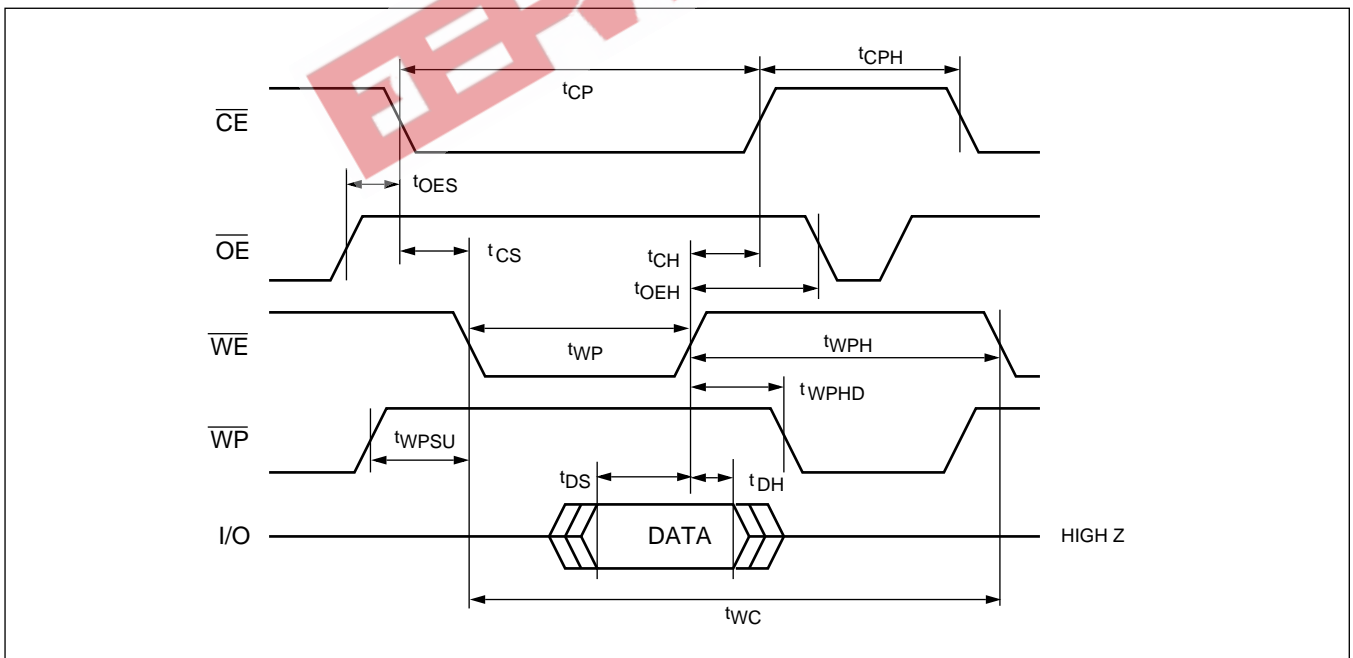 tCPH
tCP
CE
tOES
OE
tCS
tCH
tOEH
WE
tWP
tWPH
tWPHD
WP
tWPSU
tDS
tDH
I/O
DATA
HIGH Z
tWC